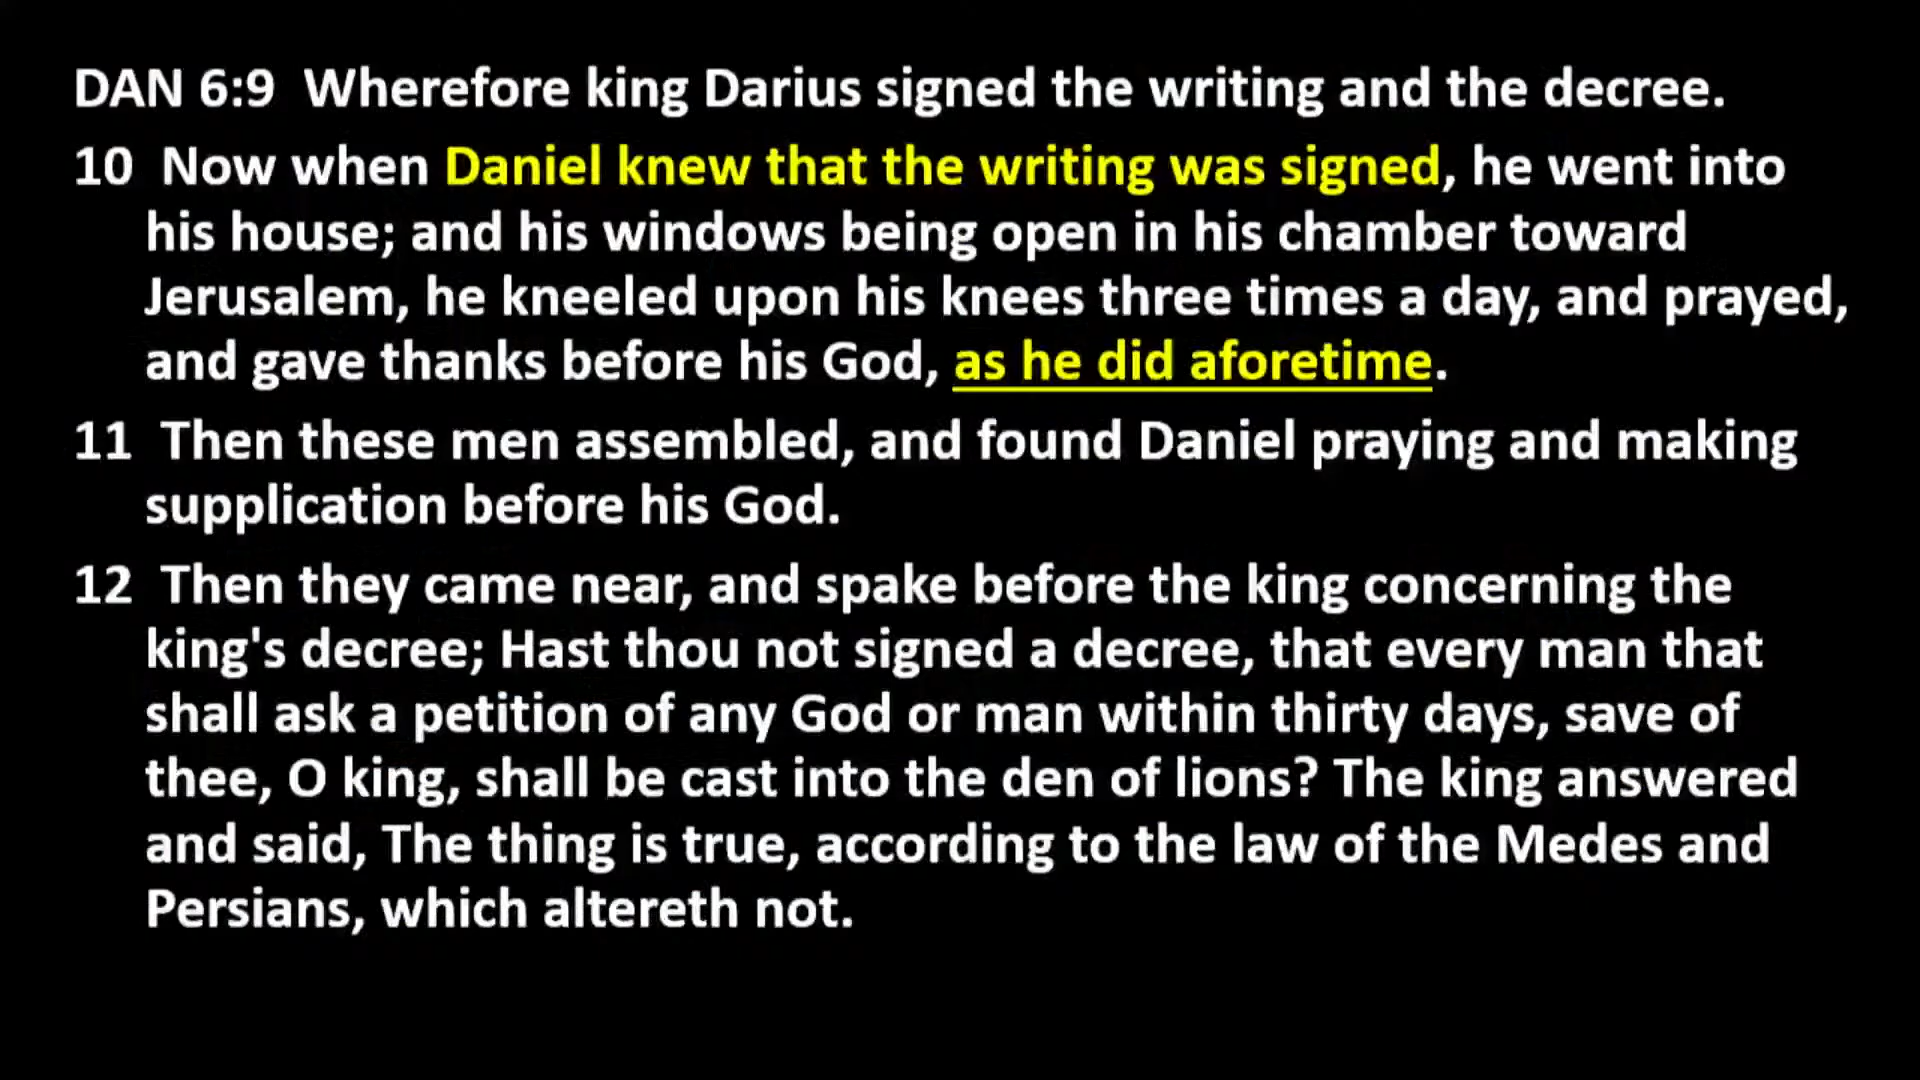 DAN 6:9  Wherefore king Darius signed the writing and the decree.
10  Now when Daniel knew that the writing was signed, he went into
his house; and his windows being open in his chamber toward
Jerusalem, he kneeled upon his knees three times a day, and prayed,
and gave thanks before his God, as he did aforetime.
11  Then these men assembled, and found Daniel praying and making
supplication before his God.
12  Then they came near, and spake before the king concerning the
king's decree; Hast thou not signed a decree, that every man that
shall ask a petition of any God or man within thirty days, save of
thee, O king, shall be cast into the den of lions? The king answered
and said, The thing is true, according to the law of the Medes and
Persians, which altereth not.